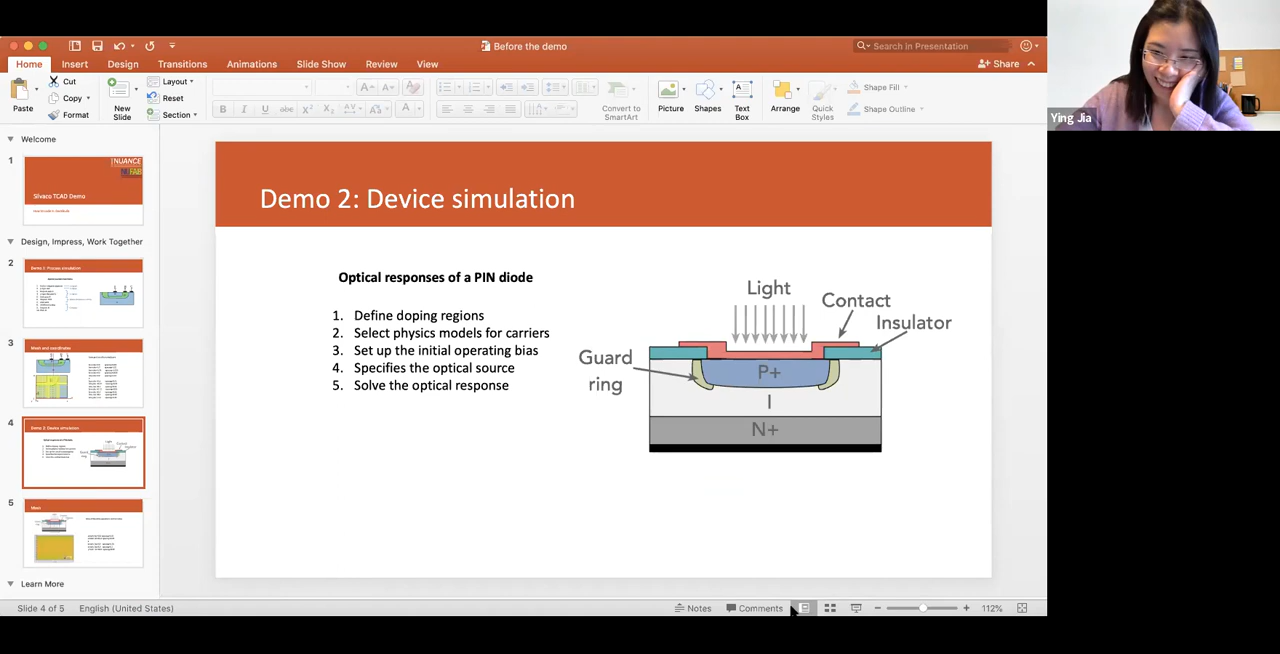 Before the demo
Search in Presentation
Home Insert Design Transitions Animations Slide Show Review View
Share
Paste
Cut
Copy
Format
New
Slide
Layout
Reset
Section
B I U abc X² X₂ AV Aa A
Convert to
SmartArt
Picture
Shapes
Text
Box
Arrange
Quick
Styles
Shape Fill
Shape Outline
Ying Jia
Welcome
1
NUANCE
Silvaco TCAD Demo
Design, Impress, Work Together
2
Demo 1: Process simulation
3
Mesh and coordinates
4
Demo 2: Device simulation
5
Mesh
Learn More
Demo 2: Device simulation
Optical responses of a PIN diode
1. Define doping regions
2. Select physics models for carriers
3. Set up the initial operating bias
4. Specifies the optical source
5. Solve the optical response
Light
Contact
Insulator
Guard
ring
P+
I
N+
Slide 4 of 5
English (United States)
Notes
Comments
112%